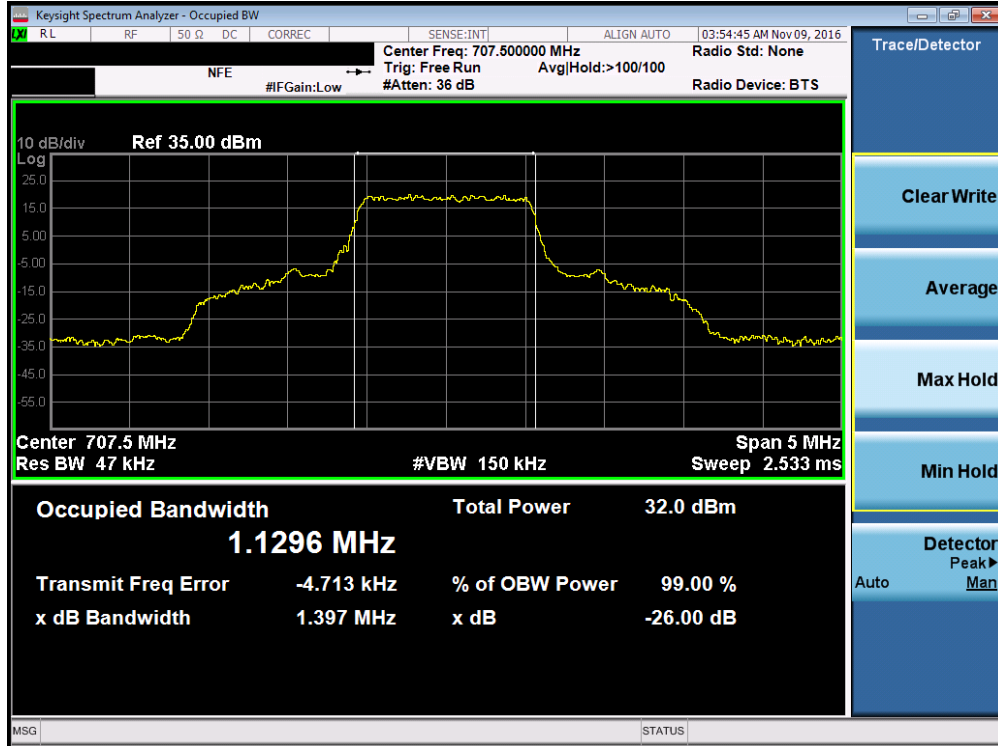 Keysight Spectrum Analyzer - Occupied BW
LXI RL RF 50 Ω DC CORREC SENSE:INT ALIGN AUTO 03:54:45 AM Nov 09, 2016
Center Freq: 707.500000 MHz Radio Std: None
NFE Trig: Free Run Avg|Hold:>100/100
#IFGain:Low #Atten: 36 dB Radio Device: BTS
10 dB/div Ref 35.00 dBm
Log
25.0
15.0
5.00
-5.00
-15.0
-25.0
-35.0
-45.0
-55.0
Center 707.5 MHz Span 5 MHz
Res BW 47 kHz #VBW 150 kHz Sweep 2.533 ms
Occupied Bandwidth Total Power 32.0 dBm
1.1296 MHz
Transmit Freq Error -4.713 kHz % of OBW Power 99.00 %
x dB Bandwidth 1.397 MHz x dB -26.00 dB
Trace/Detector
Clear Write
Average
Max Hold
Min Hold
Detector
Peak▶
Auto Man
MSG STATUS